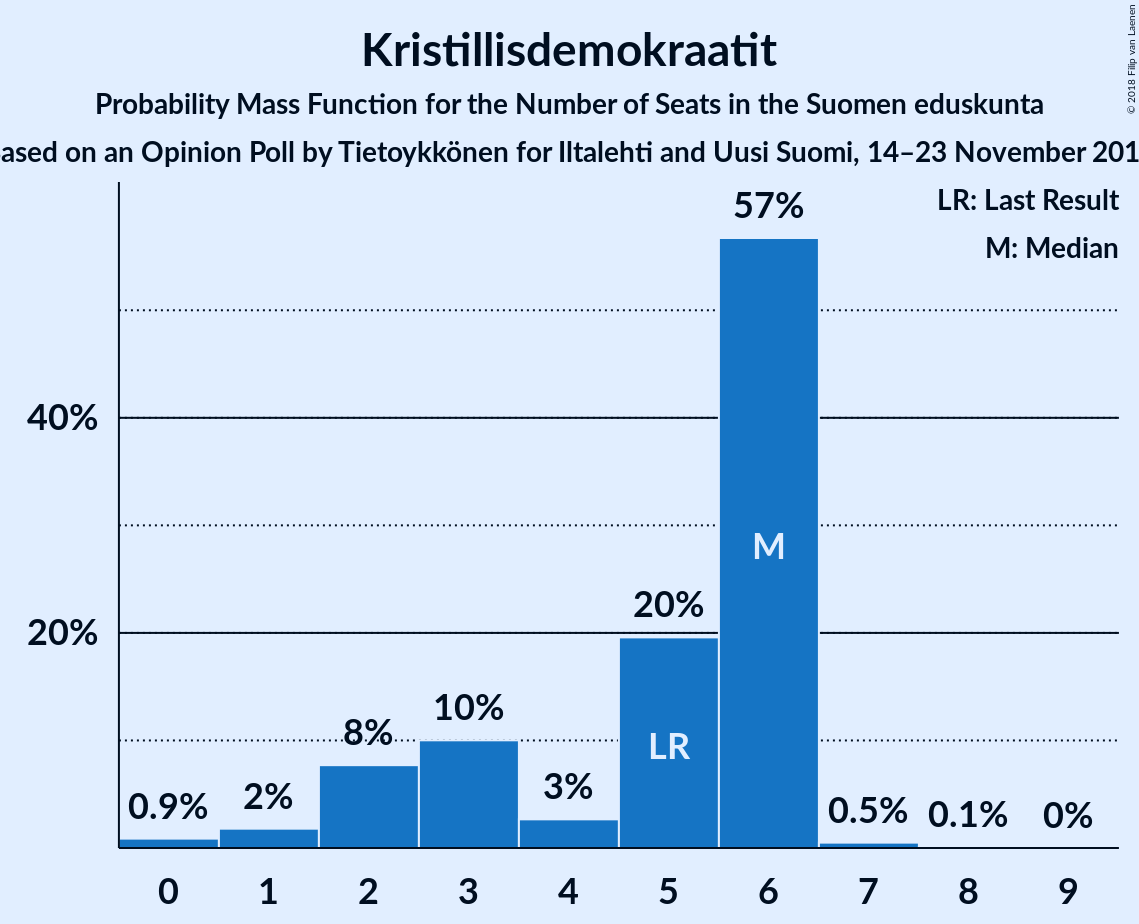 © 2018 Filip van Laenen
Kristillisdemokraatit
Probability Mass Function for the Number of Seats in the Suomen eduskunta
ased on an Opinion Poll by Tietoykkönen for Iltalehti and Uusi Suomi, 14–23 November 201
LR: Last Result
M: Median
57%
40%
M
20%
20%
LR
10%
8%
3%
2%
0.9%
0.5%
0.1%
0%
0 1 2 3 4 5 6 7 8 9